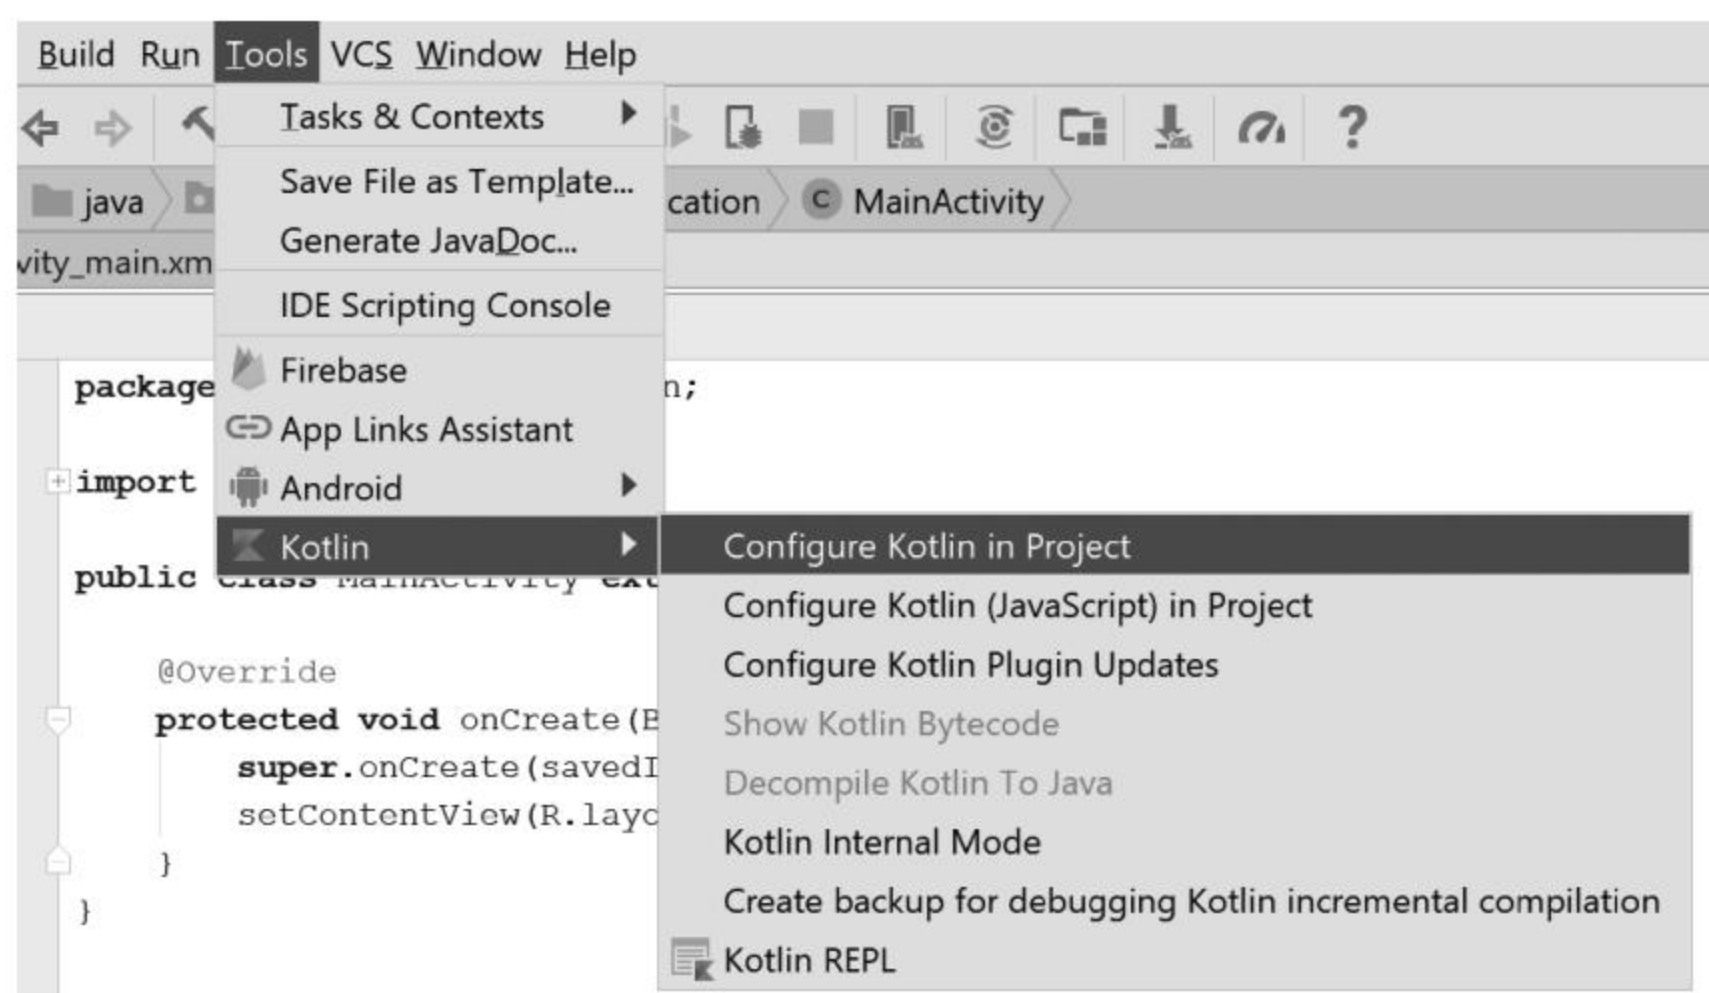 Build Run Tools VCS Window Help
Tasks & Contexts
Save File as Template...
Generate JavaDoc...
IDE Scripting Console
Firebase
App Links Assistant
Android
Kotlin
Configure Kotlin in Project
Configure Kotlin (JavaScript) in Project
Configure Kotlin Plugin Updates
Show Kotlin Bytecode
Decompile Kotlin To Java
Kotlin Internal Mode
Create backup for debugging Kotlin incremental compilation
Kotlin REPL
java cation C MainActivity
vity_main.xm
package n;
import
public class MainActivity ext
@Override
protected void onCreate(B
super.onCreate(savedI
setContentView(R.layo
}
}